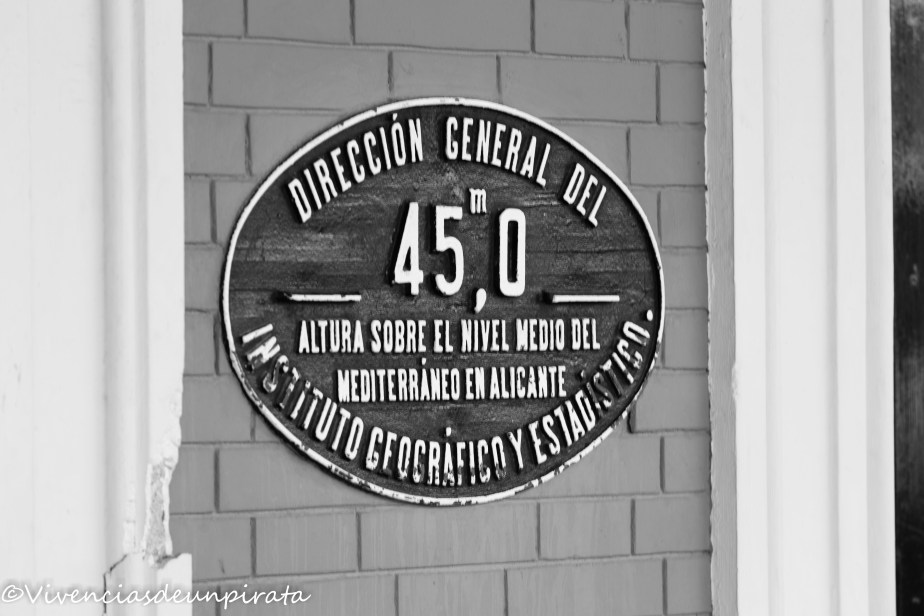 DIRECCIÓN GENERAL DEL
45,0 m
ALTURA SOBRE EL NIVEL MEDIO DEL
MEDITERRÁNEO EN ALICANTE
INSTITUTO GEOGRÁFICO Y ESTADÍSTICO.
©Vivenciasdeunpirata